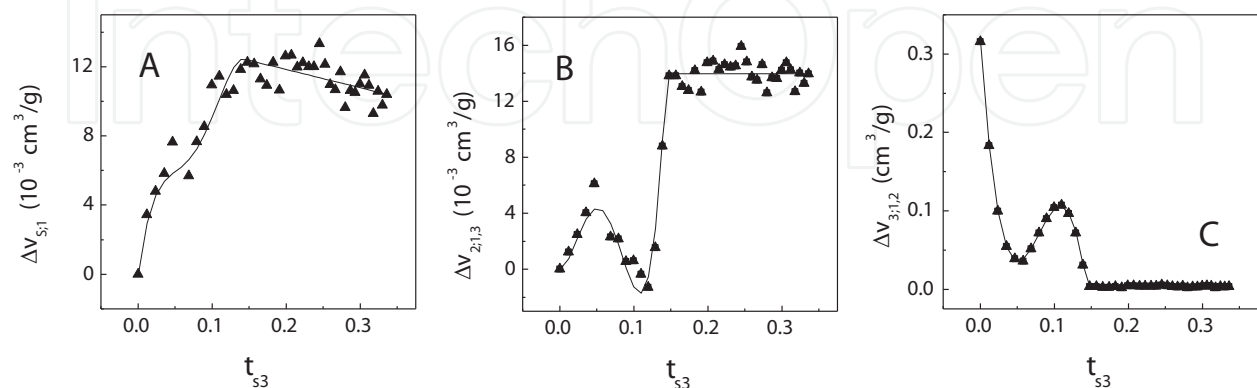 IntechOpen
A
Δv_{S;1} (10^{-3} cm^3/g)
12
8
4
0
0.0 0.1 0.2 0.3
t_{s3}
B
Δv_{2;1,3} (10^{-3} cm^3/g)
16
12
8
4
0
0.0 0.1 0.2 0.3
t_{s3}
C
Δv_{3;1,2} (cm^3/g)
0.3
0.2
0.1
0.0
0.0 0.1 0.2 0.3
t_{s3}